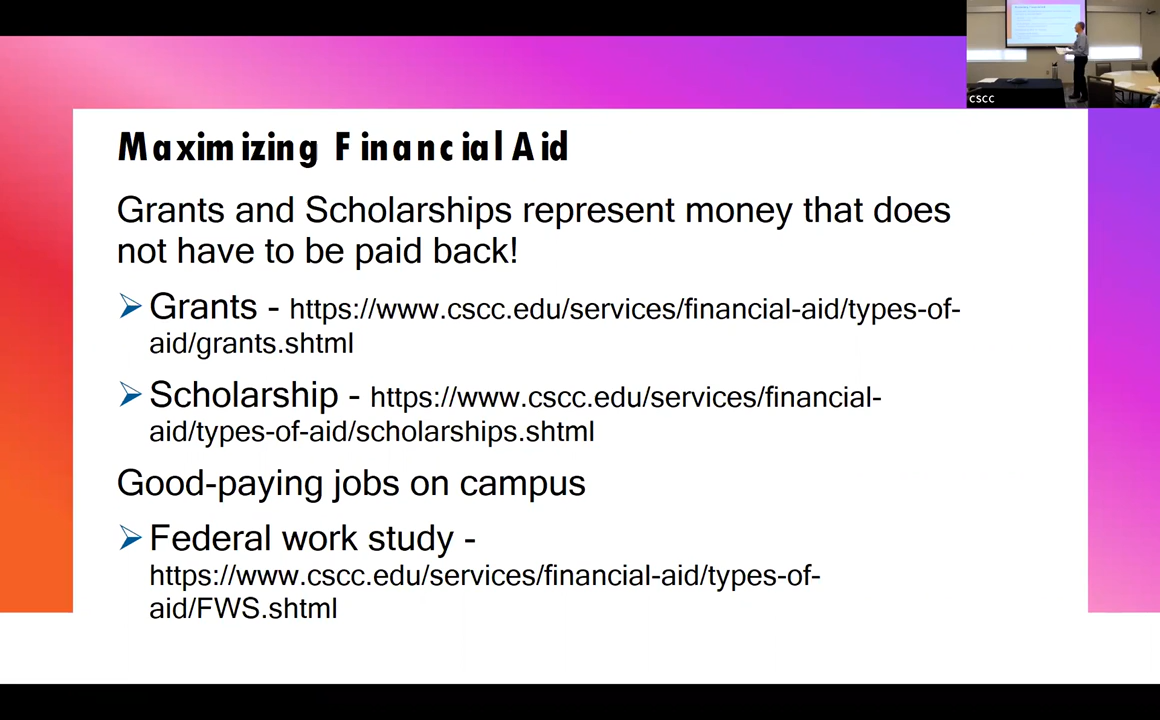 CSCC
Maximizing Financial Aid
Grants and Scholarships represent money that does
not have to be paid back!
➢ Grants - https://www.cscc.edu/services/financial-aid/types-of-
aid/grants.shtml
➢ Scholarship - https://www.cscc.edu/services/financial-
aid/types-of-aid/scholarships.shtml
Good-paying jobs on campus
➢ Federal work study -
https://www.cscc.edu/services/financial-aid/types-of-
aid/FWS.shtml